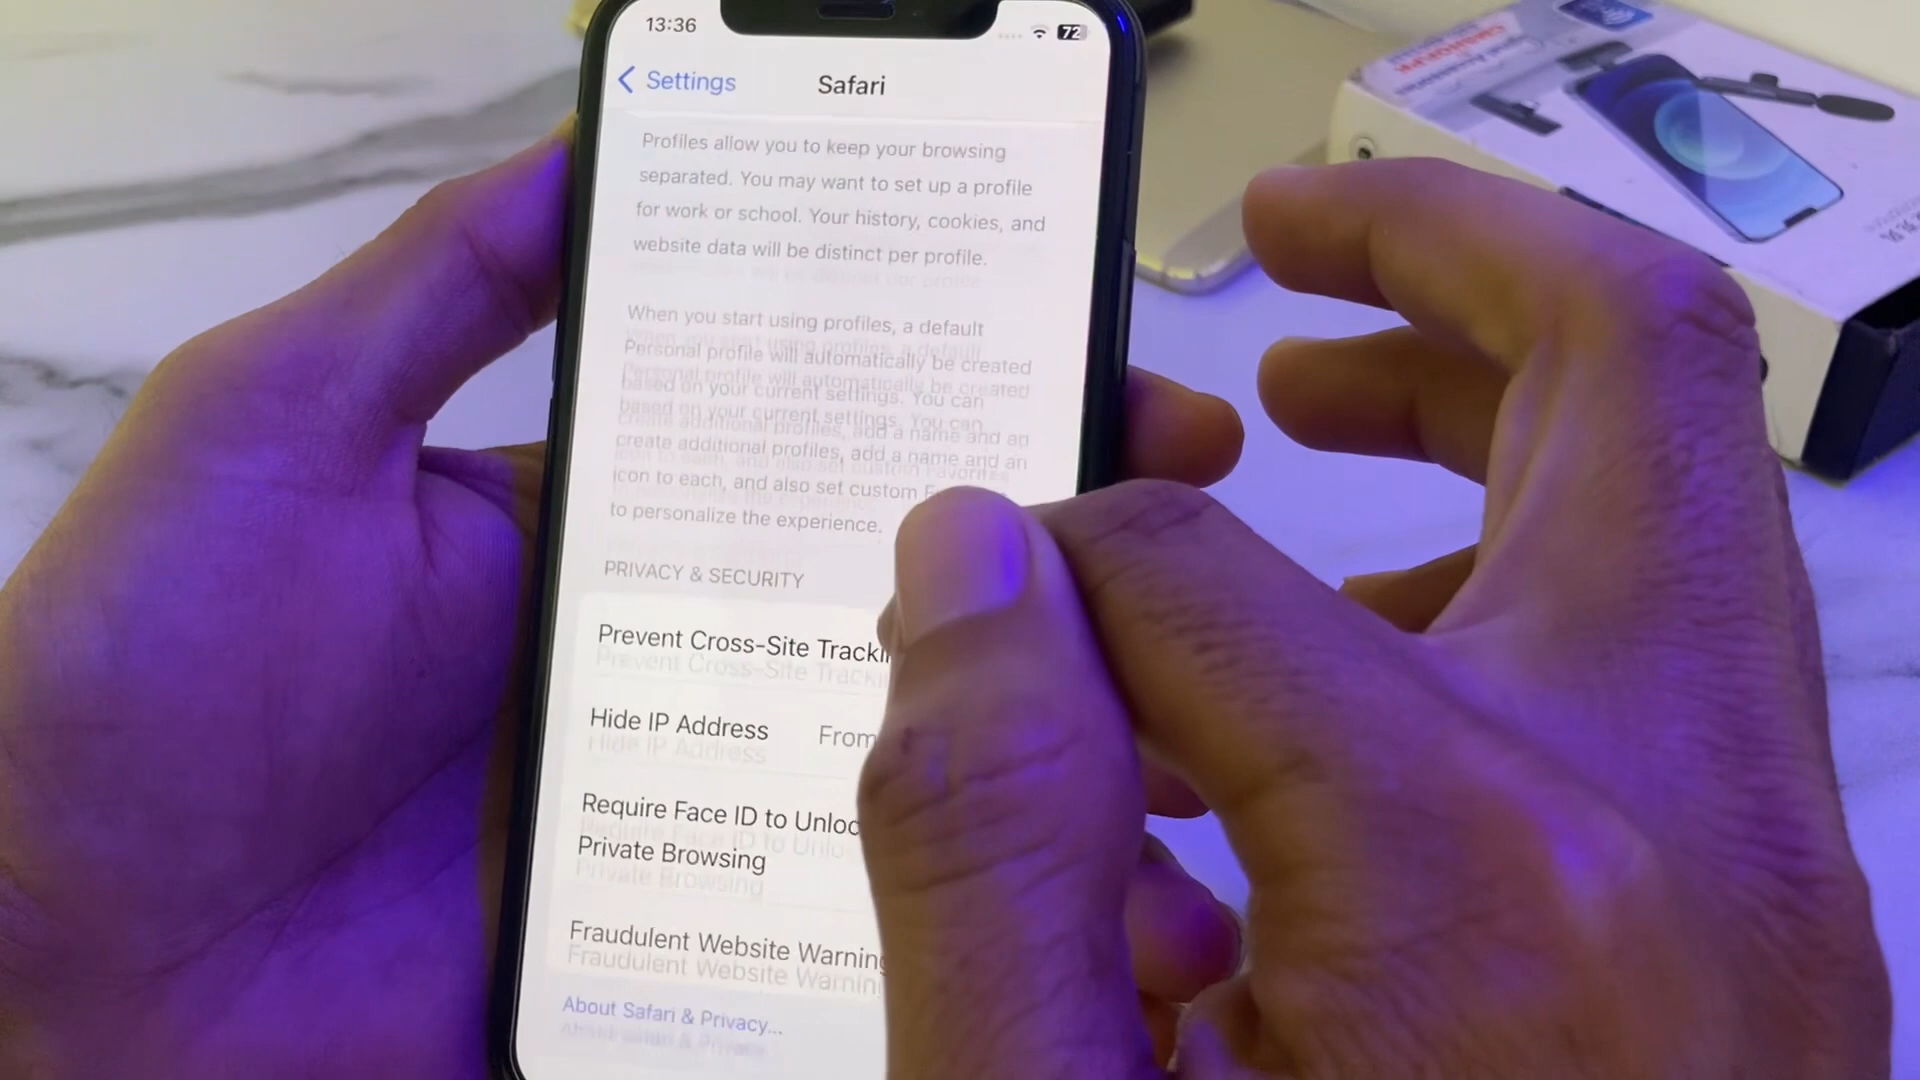 13:36
72
Settings
Safari
Profiles allow you to keep your browsing
separated. You may want to set up a profile
for work or school. Your history, cookies, and
website data will be distinct per profile.
When you start using profiles, a default
Personal profile will automatically be created
based on your current settings. You can
create additional profiles, add a name and an
icon to each, and also set custom
to personalize the experience.
PRIVACY & SECURITY
Prevent Cross-Site Tracki
Hide IP Address From
Require Face ID to Unloc
Private Browsing
Fraudulent Website Warning
About Safari & Privacy...